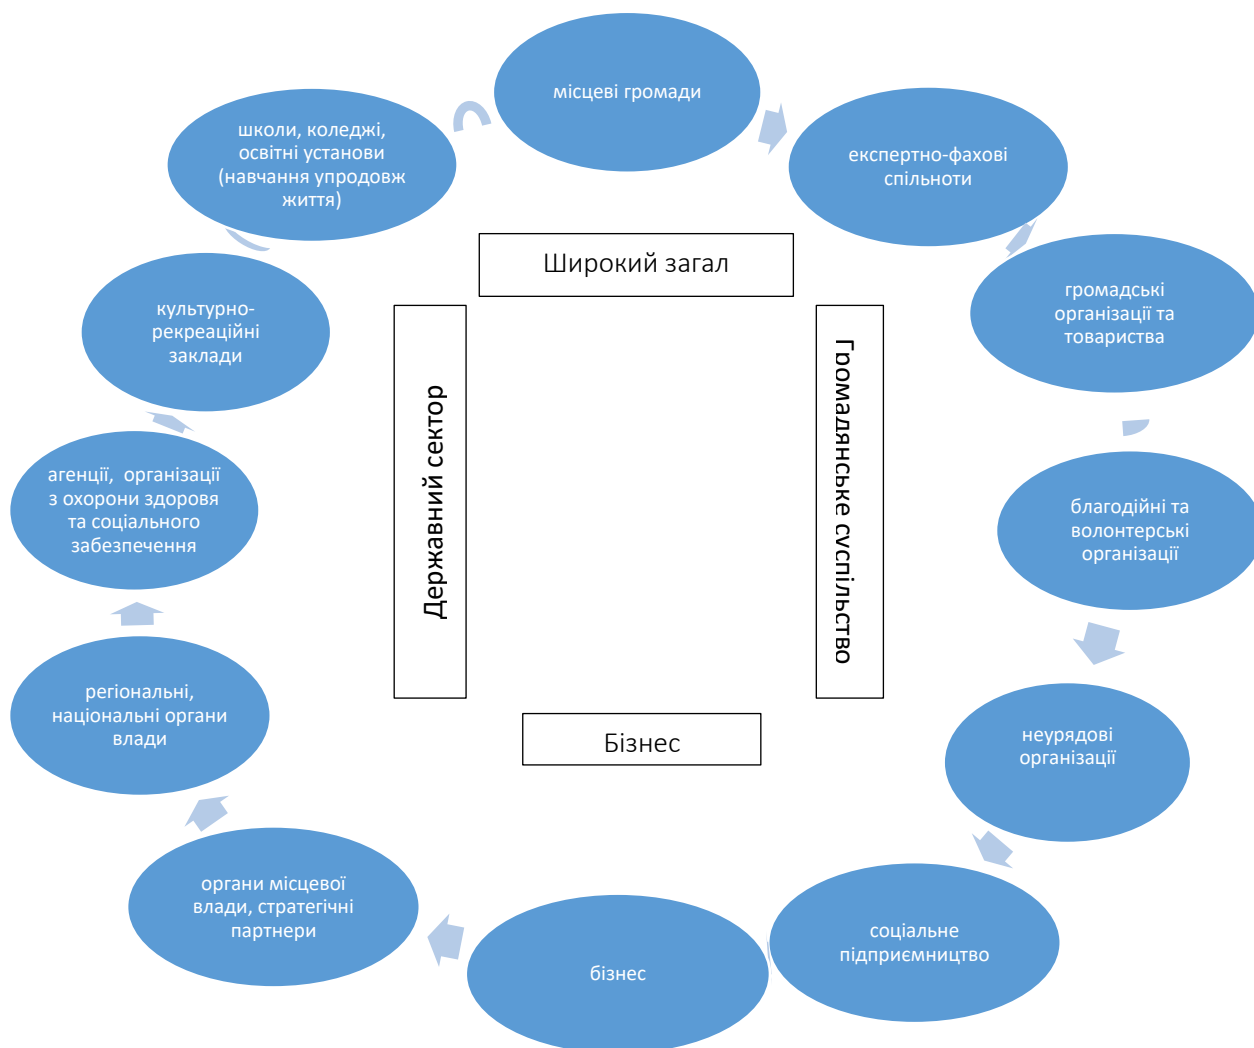 місцеві громади
експертно-фахові
спільноти
громадські
організації та
товариства
благодійні та
волонтерські
організації
неурядові
організації
соціальне
підприємництво
бізнес
органи місцевої
влади, стратегічні
партнери
регіональні,
національні органи
влади
агенції,  організації
з охорони здоровя
та соціального
забезпечення
культурно-
рекреаційні
заклади
школи, коледжі,
освітні установи
(навчання упродовж
життя)
Широкий загал
Громадянське суспільство
Бізнес
Державний сектор